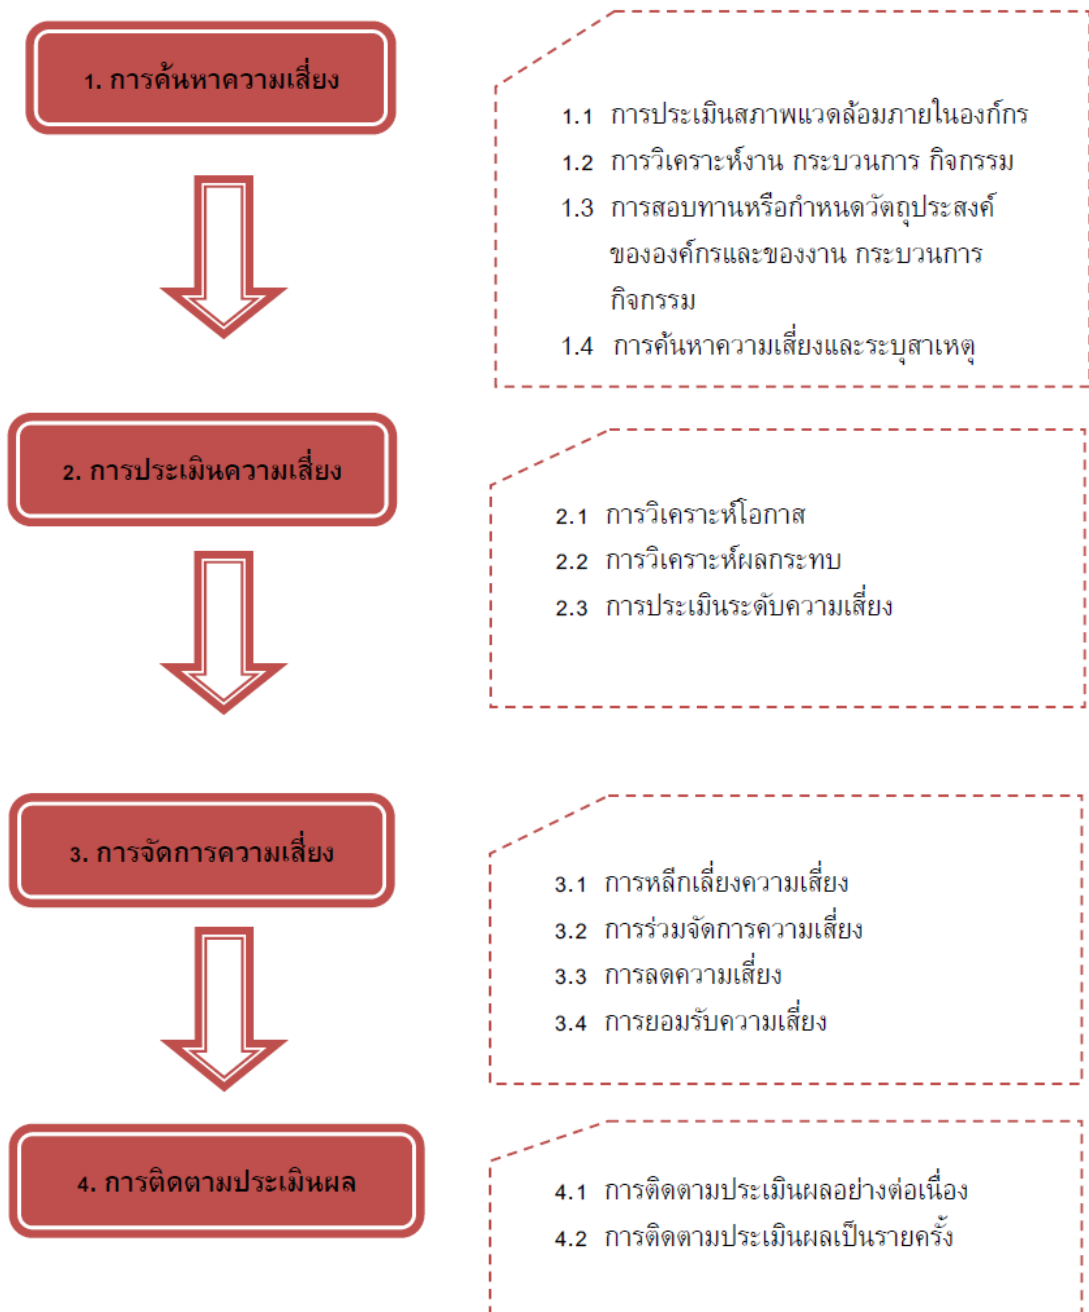 1. การค้นหาความเสี่ยง
1.1 การประเมินสภาพแวดล้อมภายในองก์กร
1.2 การวิเคราะห์งาน กระบวนการ กิจกรรม
1.3 การสอบทานหรือกำหนดวัตถุประสงค์
ขององค์กรและของงาน กระบวนการ
กิจกรรม
1.4 การค้นหาความเสี่ยงและระบุสาเหตุ
2. การประเมินความเสี่ยง
2.1 การวิเคราะห์โอกาส
2.2 การวิเคราะห์ผลกระทบ
2.3 การประเมินระดับความเสี่ยง
3. การจัดการความเสี่ยง
3.1 การหลีกเลี่ยงความเสี่ยง
3.2 การร่วมจัดการความเสี่ยง
3.3 การลดความเสี่ยง
3.4 การยอมรับความเสี่ยง
4. การติดตามประเมินผล
4.1 การติดตามประเมินผลอย่างต่อเนื่อง
4.2 การติดตามประเมินผลเป็นรายครั้ง